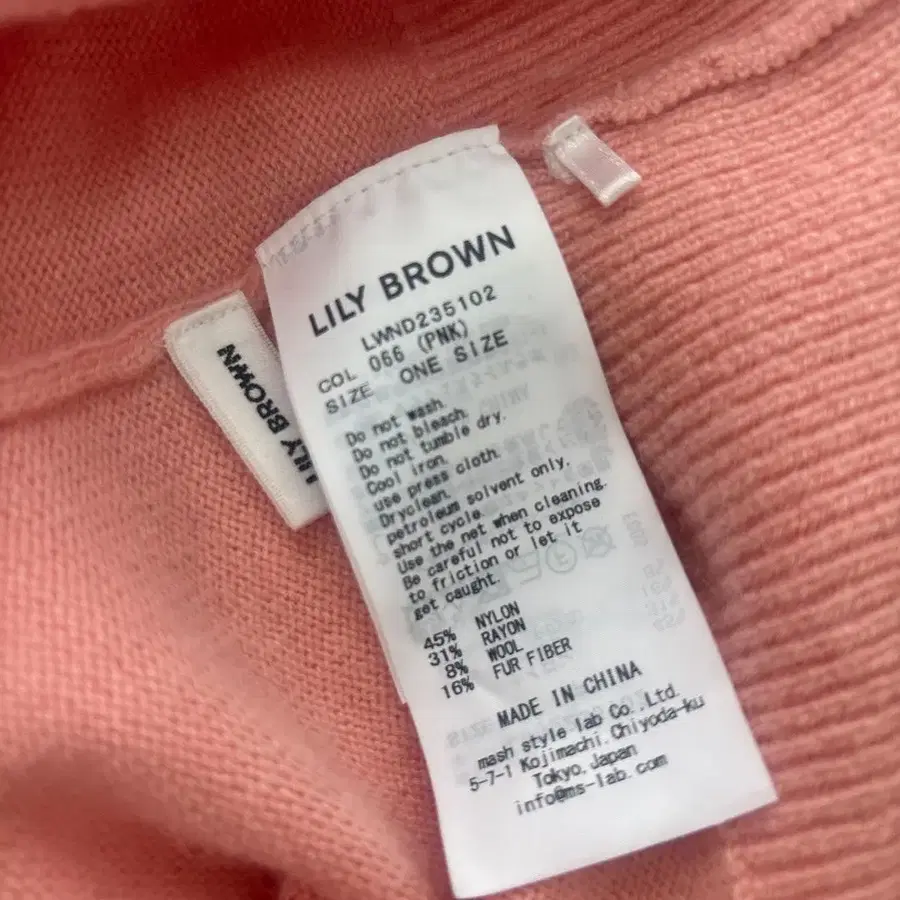 LILY BROWN
LWND235102
COL 066 (PNK)
SIZE ONE SIZE
Do not wash.
Do not bleach.
Do not tumble dry.
Cool iron.
use press cloth.
Dryclean.
petroleum solvent only,
short cycle.
Use the net when cleaning.
Be careful not to expose
to friction or let it
get caught.
45% NYLON
31% RAYON
8% WOOL
16% FUR FIBER
MADE IN CHINA
mash style lab Co.,Ltd.
5-7-1 Kojimachi,Chiyoda-ku
Tokyo,Japan
info@ms-lab.com
LILY BROWN